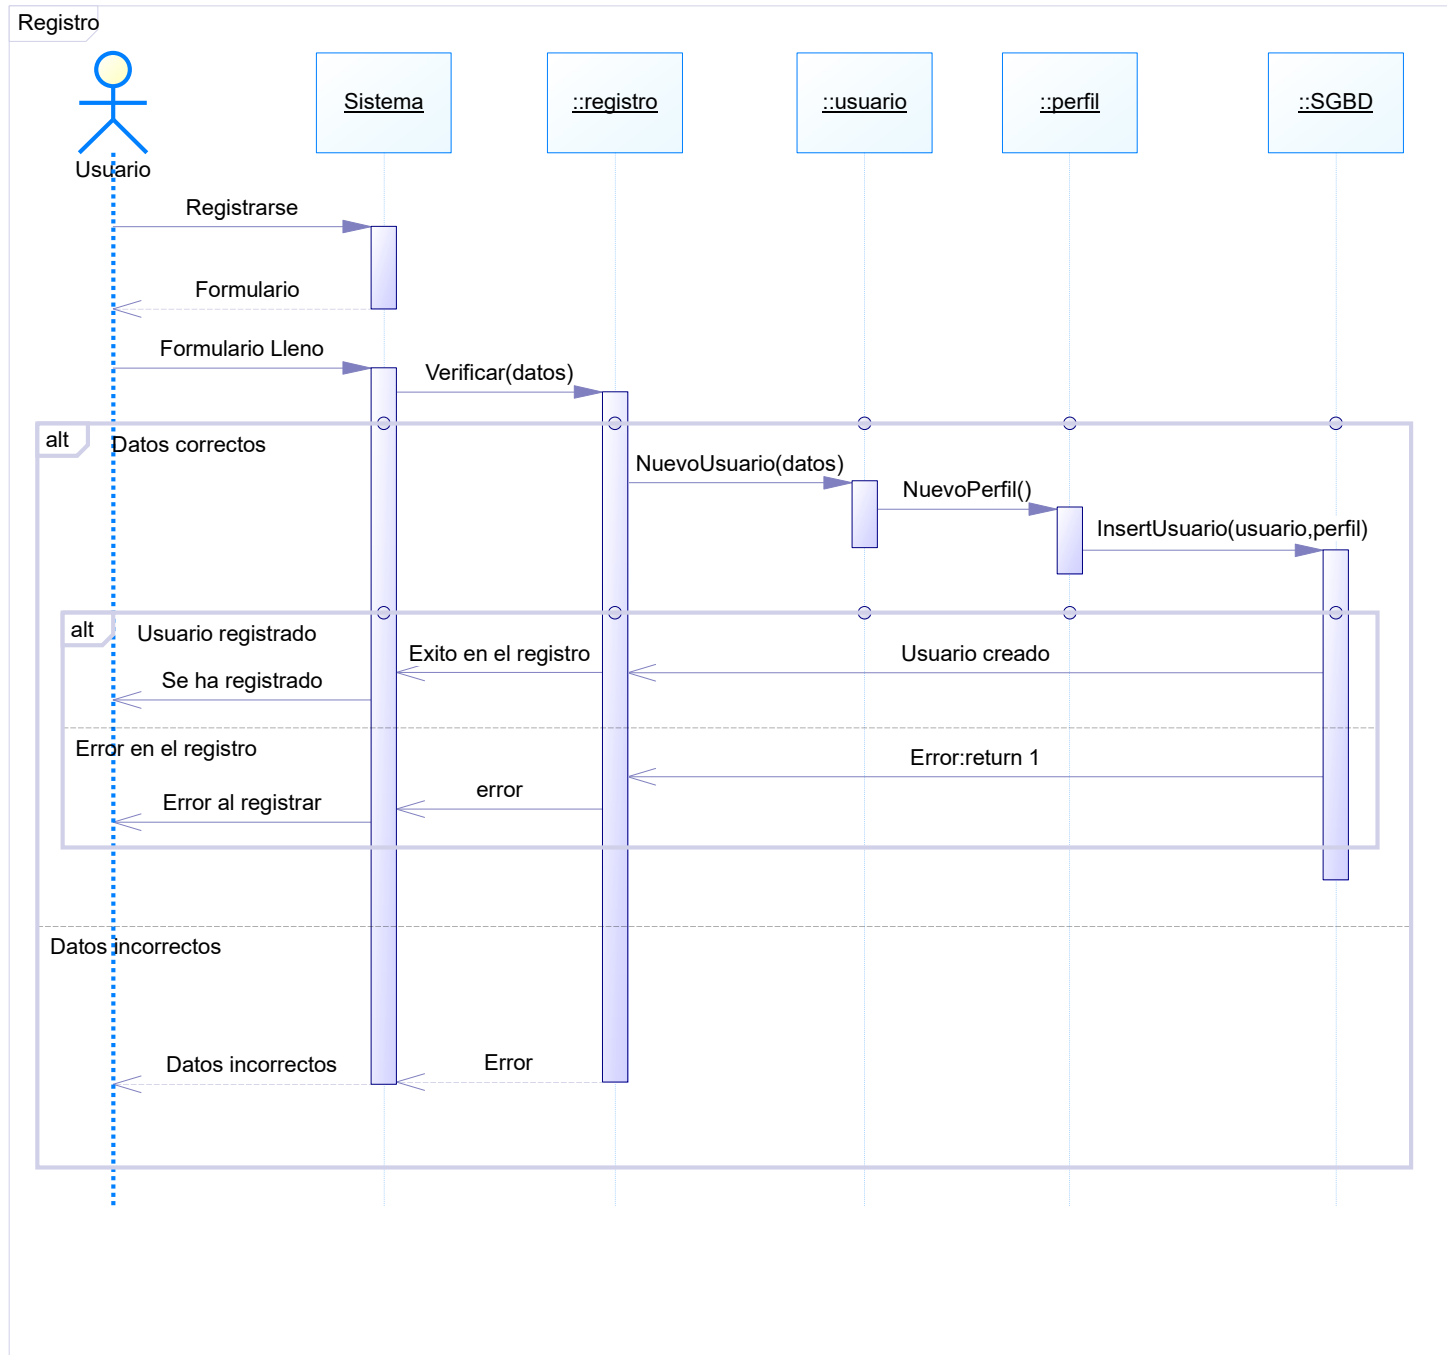 Registro
Usuario
Sistema
::registro
::usuario
::perfil
::SGBD
Registrarse
Formulario
Formulario Lleno
Verificar(datos)
alt
Datos correctos
NuevoUsuario(datos)
NuevoPerfil()
InsertUsuario(usuario,perfil)
alt
Usuario registrado
Exito en el registro
Usuario creado
Se ha registrado
Error en el registro
Error:return 1
error
Error al registrar
Datos incorrectos
Error
Datos incorrectos